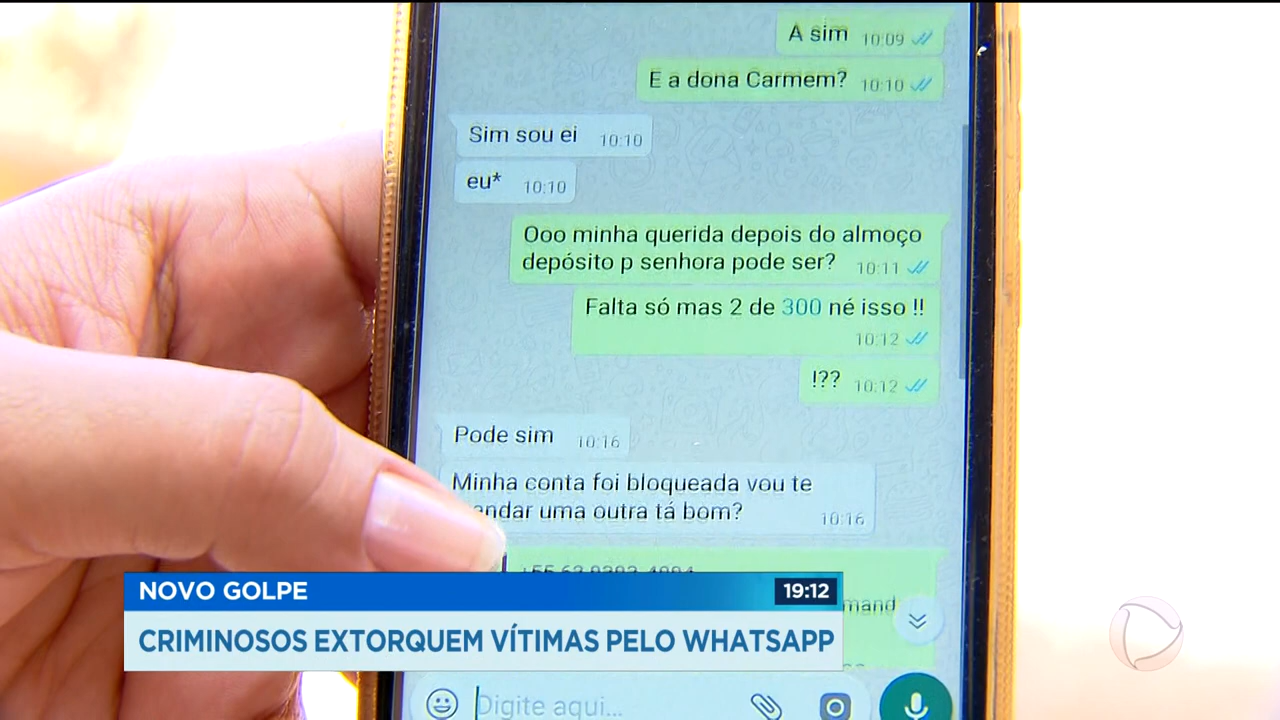 A sim 10:09
E a dona Carmem? 10:10
Sim sou ei 10:10
eu* 10:10
Ooo minha querida depois do almoço
depósito p senhora pode ser? 10:11
Falta só mas 2 de 300 né isso !!
10:12
!?? 10:12
Pode sim 10:16
Minha conta foi bloqueada vou te
uma outra tá bom? 10:16
NOVO GOLPE 19:12
CRIMINOSOS EXTORQUEM VÍTIMAS PELO WHATSAPP
Digite aqui...